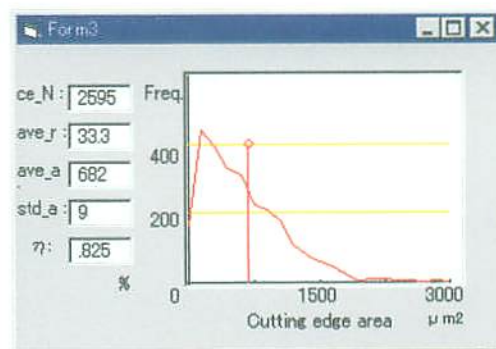 Form3
ce_N : 2595
ave_r : 33.3
ave_a : 682
std_a : 9
η: .825
%
Freq.
400
200
0 1500 3000
Cutting edge area μm2